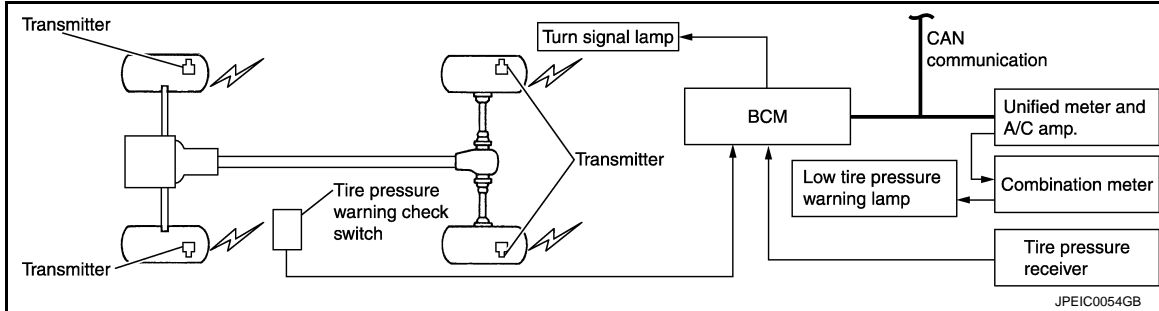 Transmitter
Turn signal lamp
CAN
communication
BCM
Unified meter and
A/C amp.
Transmitter
Low tire pressure
warning lamp
Combination meter
Tire pressure
warning check
switch
Transmitter
Tire pressure
receiver
JPEIC0054GB